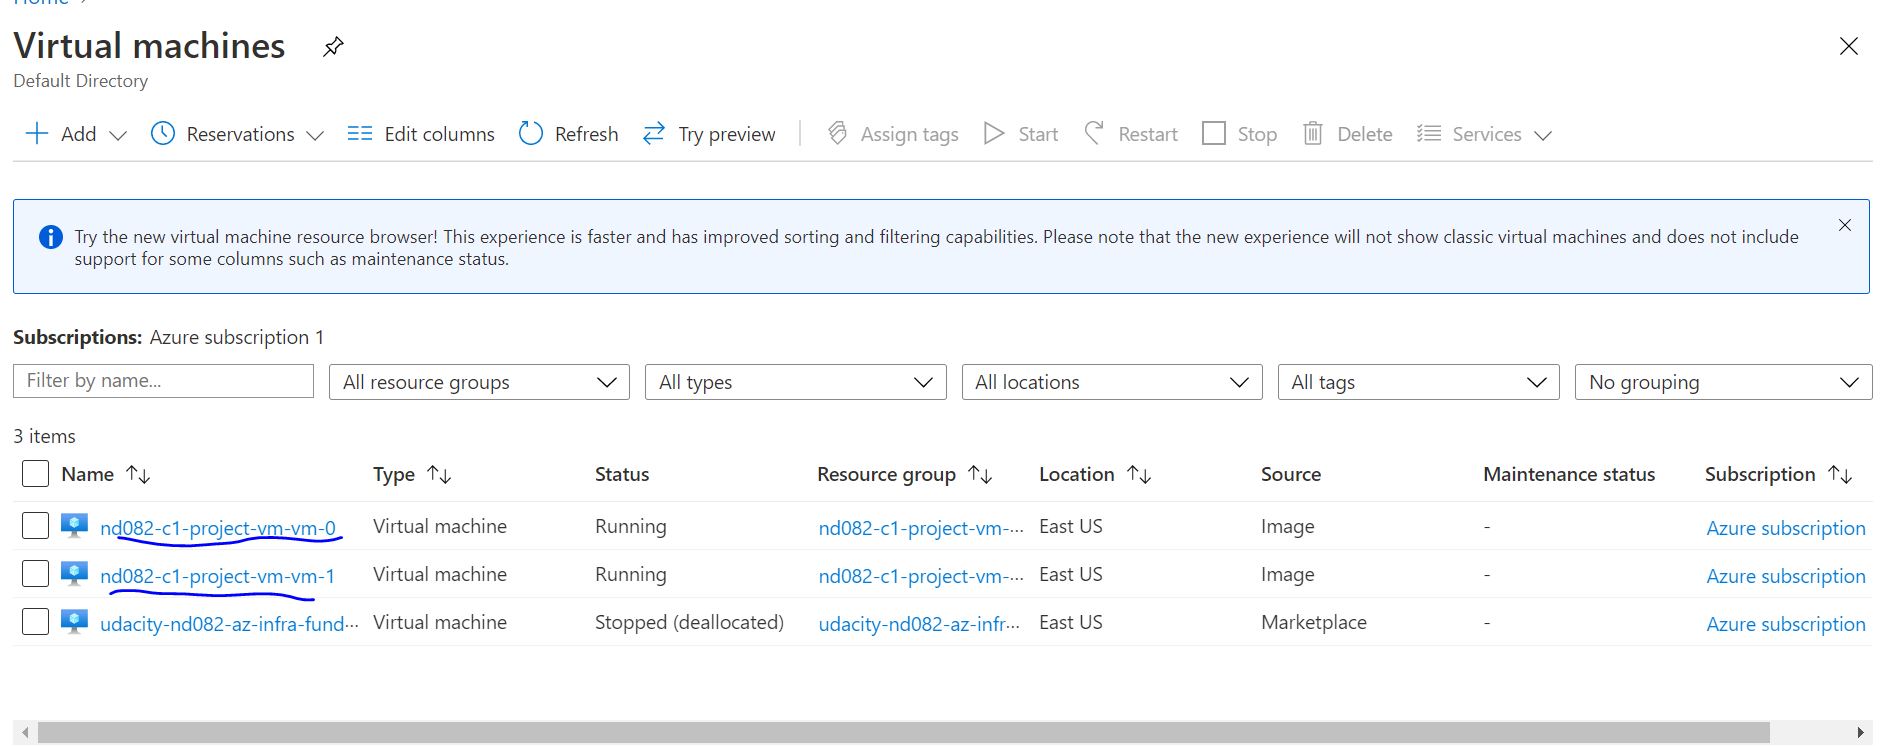 Home
Virtual machines
Default Directory
Add Reservations Edit columns Refresh Try preview Assign tags Start Restart Stop Delete Services
Try the new virtual machine resource browser! This experience is faster and has improved sorting and filtering capabilities. Please note that the new experience will not show classic virtual machines and does not include
support for some columns such as maintenance status.
Subscriptions: Azure subscription 1
Filter by name... All resource groups All types All locations All tags No grouping
3 items
Name Type Status Resource group Location Source Maintenance status Subscription
nd082-c1-project-vm-vm-0 Virtual machine Running nd082-c1-project-vm-... East US Image - Azure subscription
nd082-c1-project-vm-vm-1 Virtual machine Running nd082-c1-project-vm-... East US Image - Azure subscription
udacity-nd082-az-infra-fund... Virtual machine Stopped (deallocated) udacity-nd082-az-infr... East US Marketplace - Azure subscription